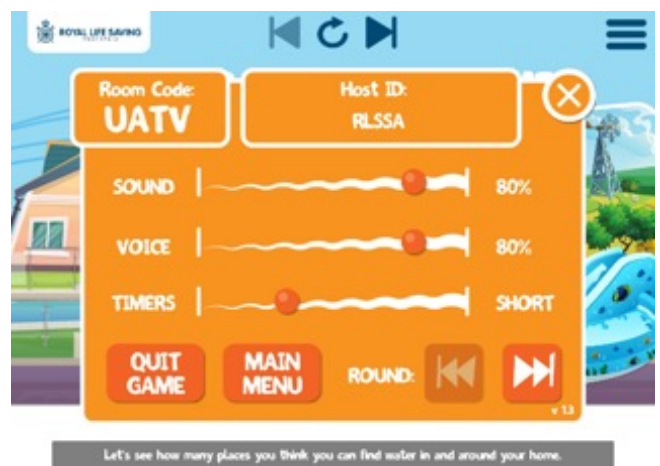 ROYAL LIFE SAVING
Room Code:
UATV
Host ID:
RLSSA
SOUND 80%
VOICE 80%
TIMERS SHORT
QUIT GAME
MAIN MENU
ROUND:
v 1.3
Let's see how many places you think you can find water in and around your home.